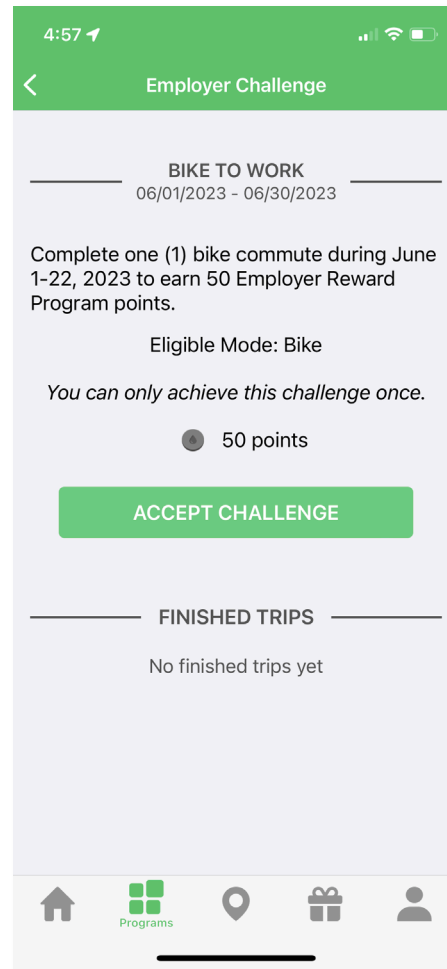 4:57
Employer Challenge
BIKE TO WORK
06/01/2023 - 06/30/2023
Complete one (1) bike commute during June
1-22, 2023 to earn 50 Employer Reward
Program points.
Eligible Mode: Bike
You can only achieve this challenge once.
50 points
ACCEPT CHALLENGE
FINISHED TRIPS
No finished trips yet
Programs